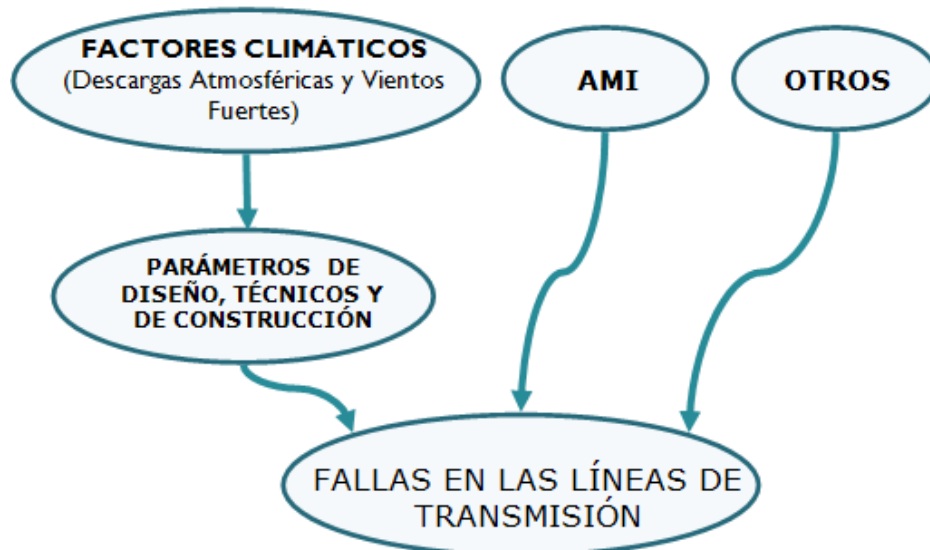 FACTORES CLIMÁTICOS
(Descargas Atmosféricas y Vientos
Fuertes)
AMI
OTROS
PARÁMETROS DE
DISEÑO, TÉCNICOS Y
DE CONSTRUCCIÓN
FALLAS EN LAS LÍNEAS DE
TRANSMISIÓN